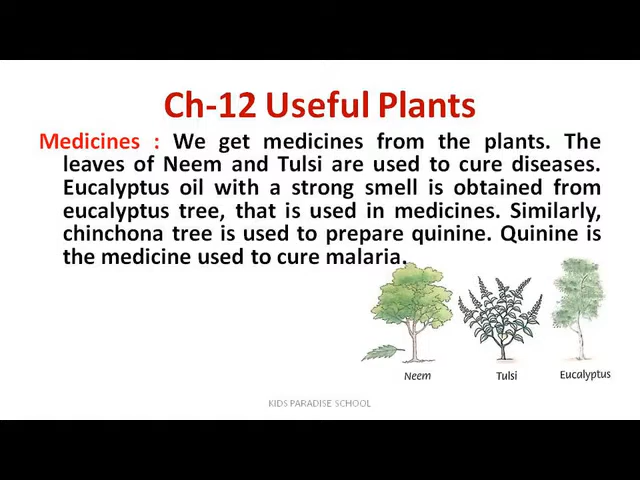 Ch-12 Useful Plants
Medicines : We get medicines from the plants. The
leaves of Neem and Tulsi are used to cure diseases.
Eucalyptus oil with a strong smell is obtained from
eucalyptus tree, that is used in medicines. Similarly,
chinchona tree is used to prepare quinine. Quinine is
the medicine used to cure malaria.
Neem Tulsi Eucalyptus
KIDS PARADISE SCHOOL